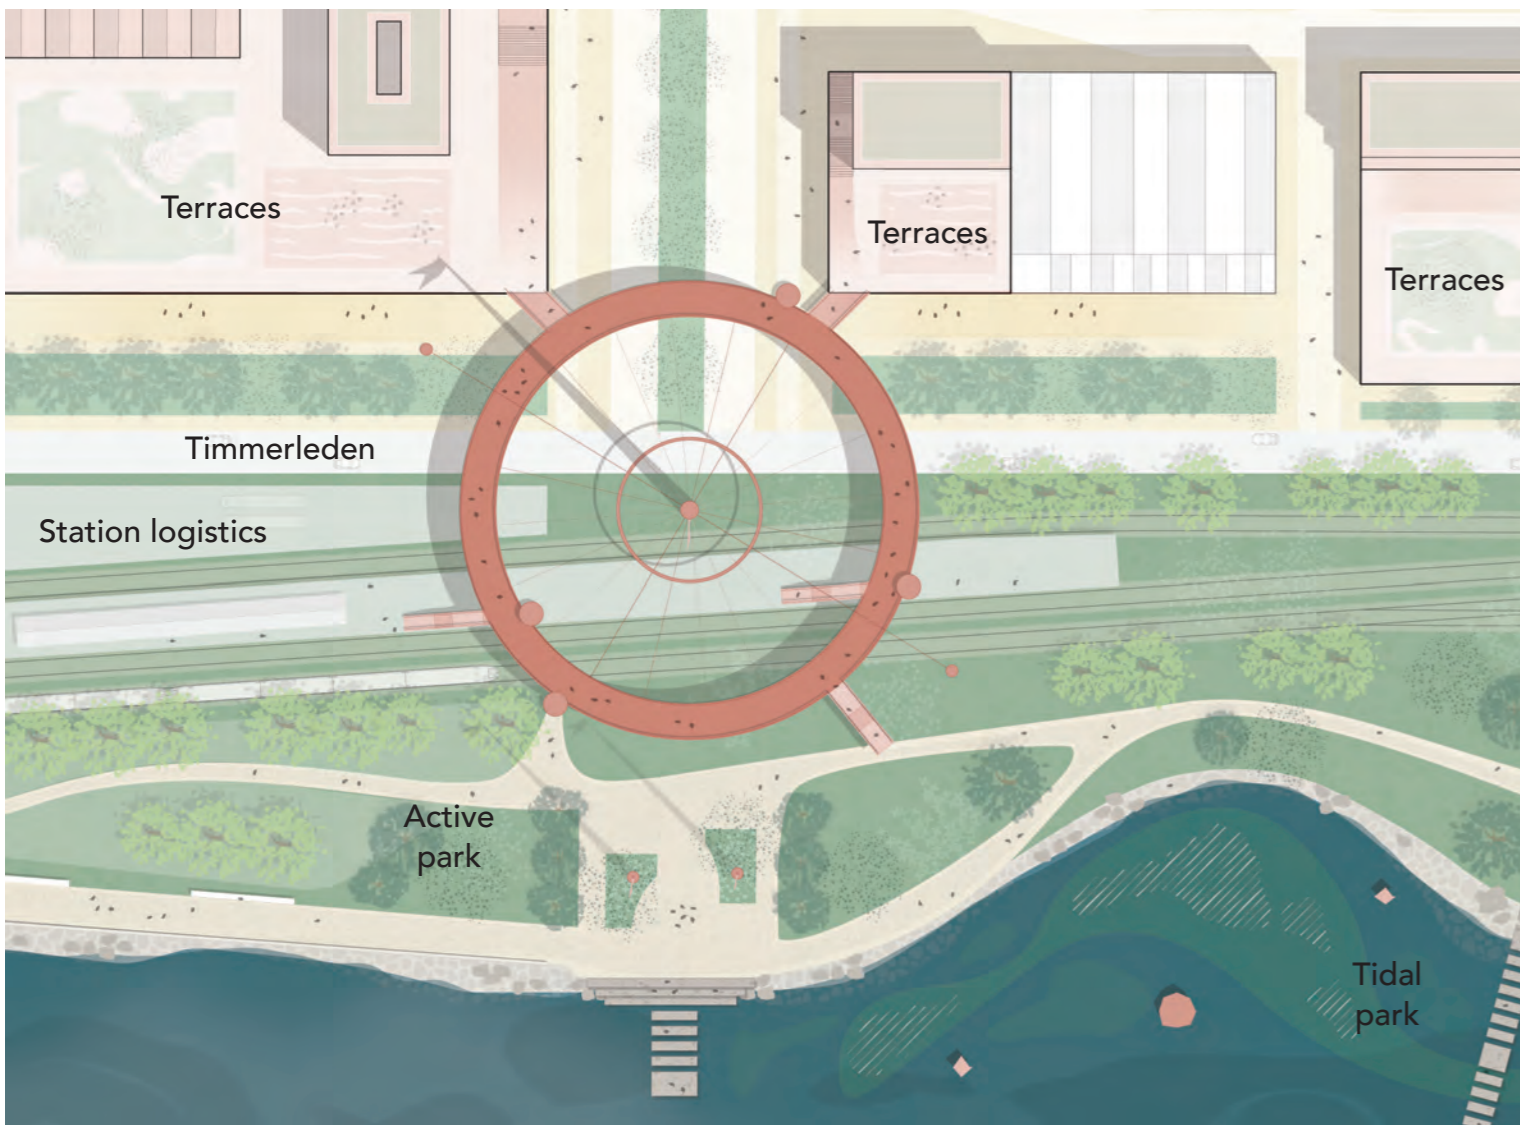 Terraces
Terraces
Terraces
Timmerleden
Station logistics
Active
park
Tidal
park